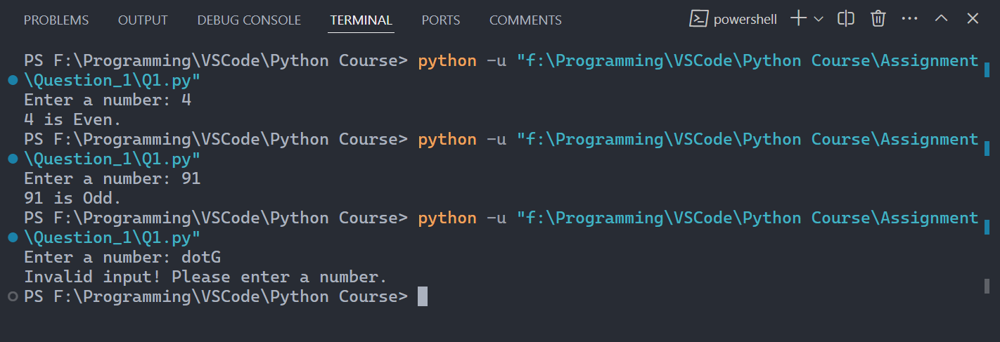 PROBLEMS OUTPUT DEBUG CONSOLE TERMINAL PORTS COMMENTS powershell
PS F:\Programming\VSCode\Python Course> python -u "f:\Programming\VSCode\Python Course\Assignment
\Question_1\Q1.py"
Enter a number: 4
4 is Even.
PS F:\Programming\VSCode\Python Course> python -u "f:\Programming\VSCode\Python Course\Assignment
\Question_1\Q1.py"
Enter a number: 91
91 is Odd.
PS F:\Programming\VSCode\Python Course> python -u "f:\Programming\VSCode\Python Course\Assignment
\Question_1\Q1.py"
Enter a number: dotG
Invalid input! Please enter a number.
PS F:\Programming\VSCode\Python Course>